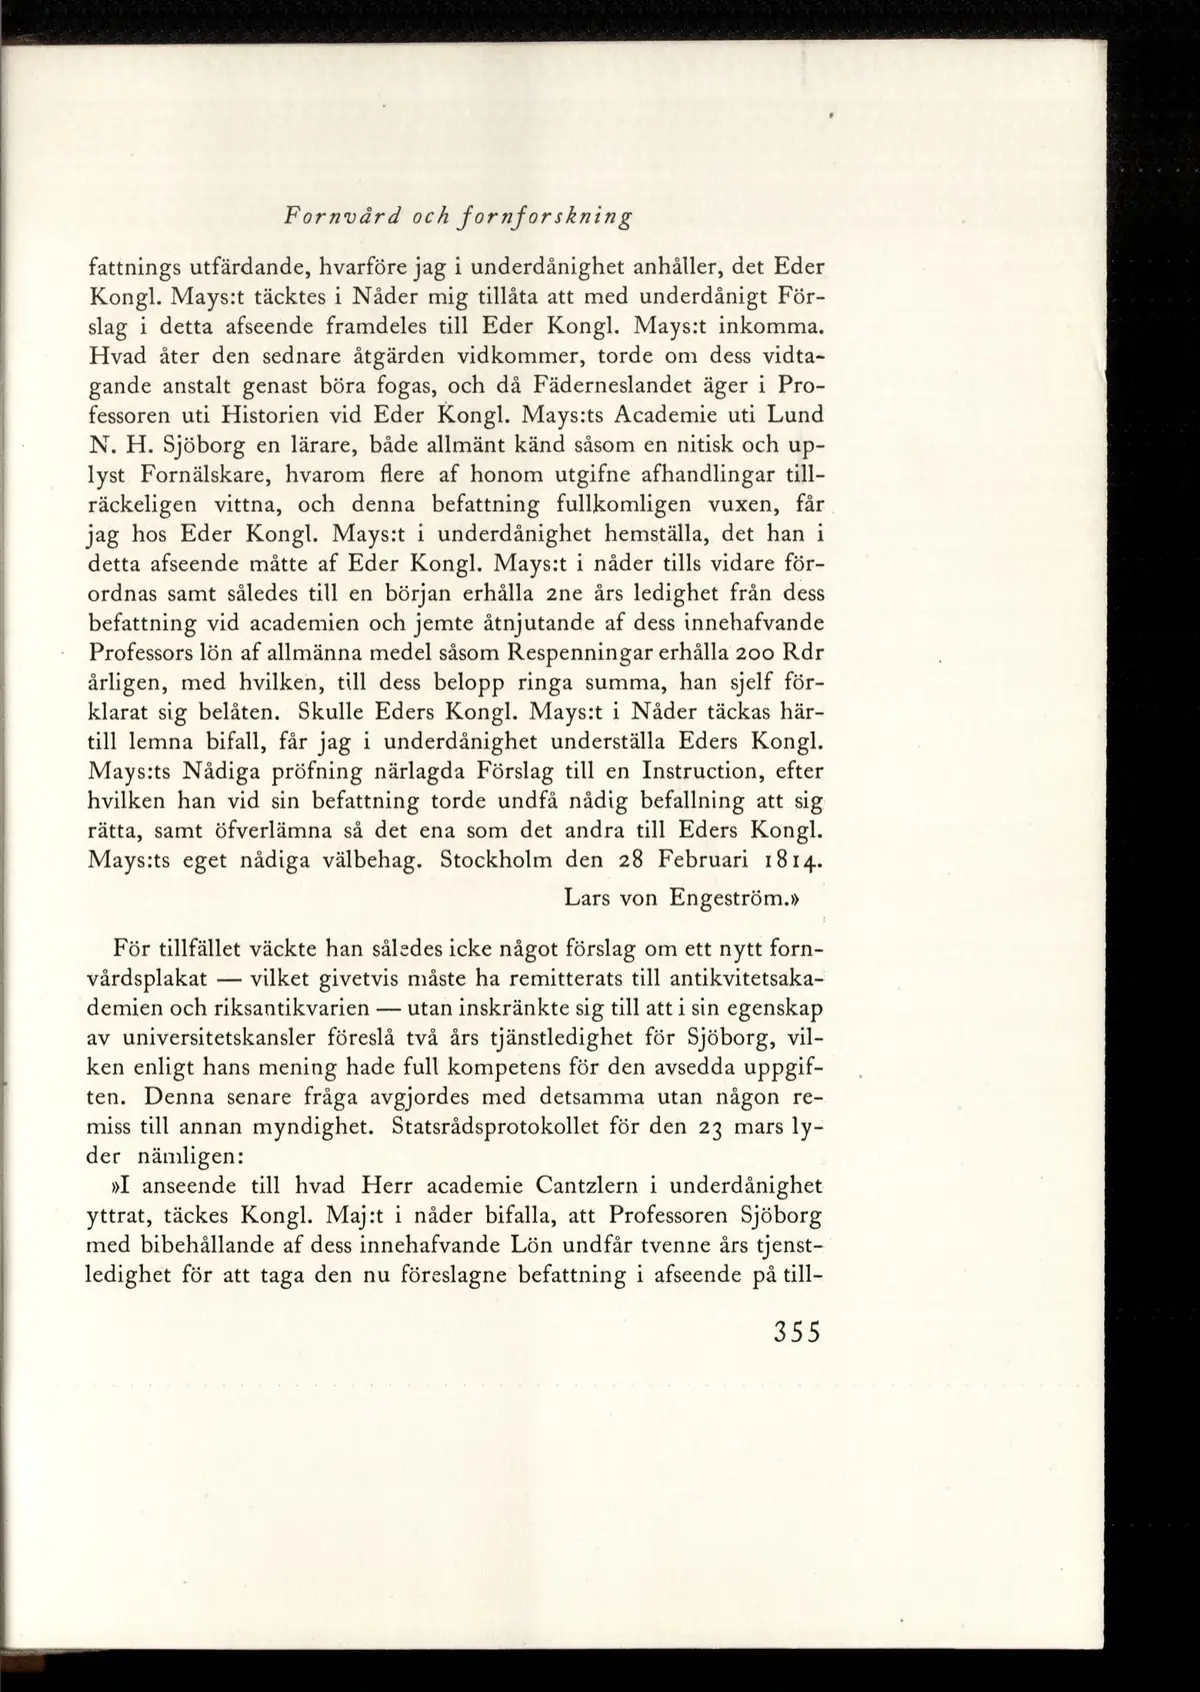 Fornvård och fornforskning
fattnings utfärdande, hvarföre jag i underdånighet anhåller, det Eder
Kongl. Mays:t täcktes i Nåder mig tillåta att med underdånigt För-
slag i detta afseende framdeles till Eder Kongl. Mays:t inkomma.
Hvad åter den sednare åtgärden vidkommer, torde om dess vidta-
gande anstalt genast böra fogas, och då Fäderneslandet äger i Pro-
fessoren uti Historien vid Eder Kongl. Mays:ts Academie uti Lund
N. H. Sjöborg en lärare, både allmänt känd såsom en nitisk och up-
lyst Fornälskare, hvarom flere af honom utgifne afhandlingar till-
räckeligen vittna, och denna befattning fullkomligen vuxen, får
jag hos Eder Kongl. Mays:t i underdånighet hemställa, det han i
detta afseende måtte af Eder Kongl. Mays:t i nåder tills vidare för-
ordnas samt således till en början erhålla 2ne års ledighet från dess
befattning vid academien och jemte åtnjutande af dess innehafvande
Professors lön af allmänna medel såsom Respenningar erhålla 200 Rdr
årligen, med hvilken, till dess belopp ringa summa, han sjelf för-
klarat sig belåten. Skulle Eders Kongl. Mays:t i Nåder täckas här-
till lemna bifall, får jag i underdånighet underställa Eders Kongl.
Mays:ts Nådiga pröfning närlagda Förslag till en Instruction, efter
hvilken han vid sin befattning torde undfå nådig befallning att sig
rätta, samt öfverlämna så det ena som det andra till Eders Kongl.
Mays:ts eget nådiga välbehag. Stockholm den 28 Februari 1814.
Lars von Engeström.»
För tillfället väckte han således icke något förslag om ett nytt forn-
vårdsplakat — vilket givetvis måste ha remitterats till antikvitetsaka-
demien och riksantikvarien — utan inskränkte sig till att i sin egenskap
av universitetskansler föreslå två års tjänstledighet för Sjöborg, vil-
ken enligt hans mening hade full kompetens för den avsedda uppgif-
ten. Denna senare fråga avgjordes med detsamma utan någon re-
miss till annan myndighet. Statsrådsprotokollet för den 23 mars ly-
der nämligen:
»I anseende till hvad Herr academie Cantzlern i underdånighet
yttrat, täckes Kongl. Maj:t i nåder bifalla, att Professoren Sjöborg
med bibehållande af dess innehafvande Lön undfår tvenne års tjenst-
ledighet för att taga den nu föreslagne befattning i afseende på till-
355